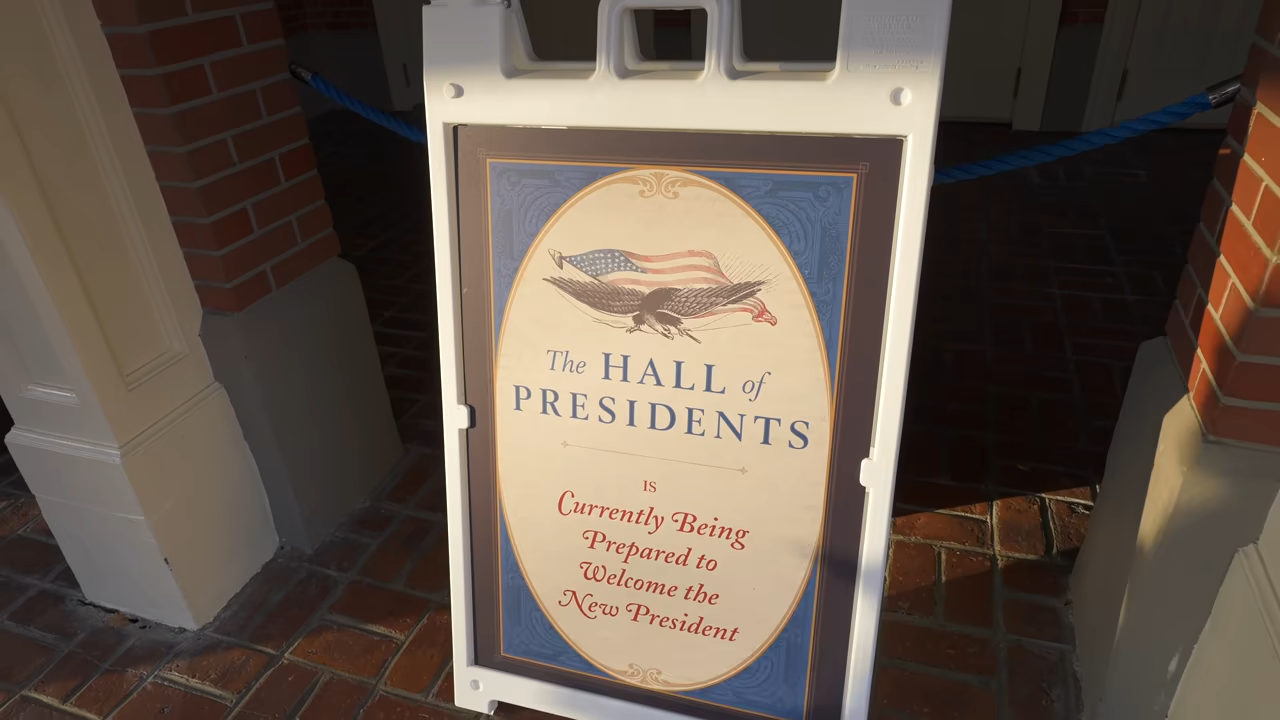 The HALL of
PRESIDENTS
IS
Currently Being
Prepared to
Welcome the
New President